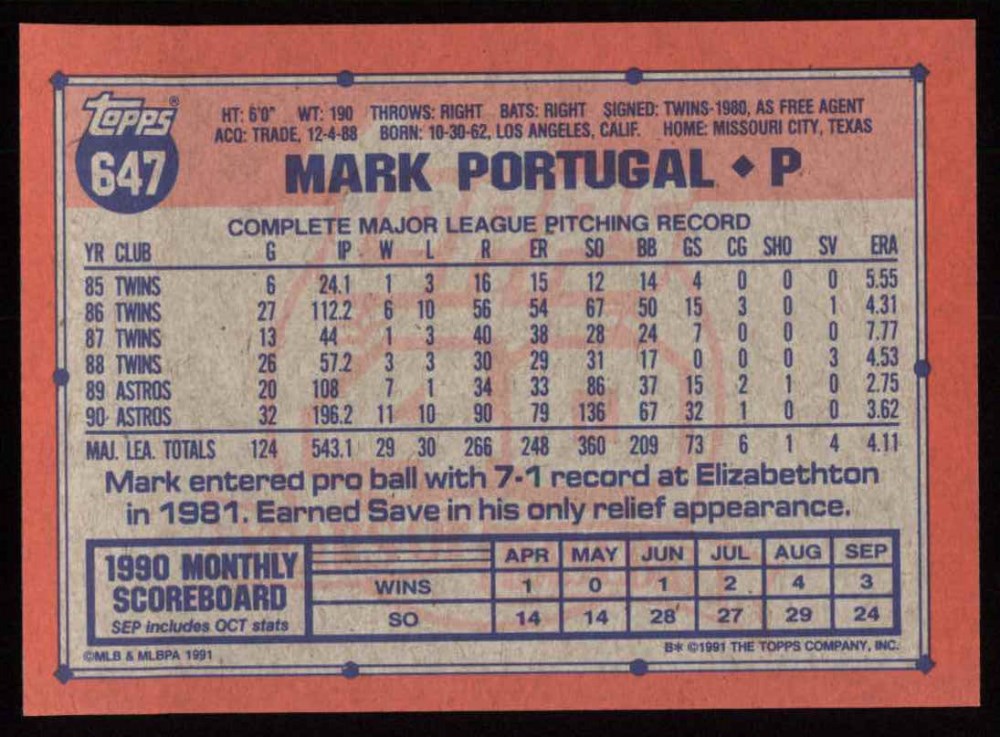 Topps®
647
HT: 6'0" WT: 190 THROWS: RIGHT BATS: RIGHT SIGNED: TWINS-1980, AS FREE AGENT
ACQ: TRADE, 12-4-88 BORN: 10-30-62, LOS ANGELES, CALIF. HOME: MISSOURI CITY, TEXAS
MARK PORTUGAL ◆ P
COMPLETE MAJOR LEAGUE PITCHING RECORD
YR CLUB G IP W L R ER SO BB GS CG SHO SV ERA
85 TWINS 6 24.1 1 3 16 15 12 14 4 0 0 0 5.55
86 TWINS 27 112.2 6 10 56 54 67 50 15 3 0 1 4.31
87 TWINS 13 44 1 3 40 38 28 24 7 0 0 0 7.77
88 TWINS 26 57.2 3 3 30 29 31 17 0 0 0 3 4.53
89 ASTROS 20 108 7 1 34 33 86 37 15 2 1 0 2.75
90 ASTROS 32 196.2 11 10 90 79 136 67 32 1 0 0 3.62
MAJ. LEA. TOTALS 124 543.1 29 30 266 248 360 209 73 6 1 4 4.11
Mark entered pro ball with 7-1 record at Elizabethton
in 1981. Earned Save in his only relief appearance.
1990 MONTHLY
SCOREBOARD
SEP includes OCT stats
APR MAY JUN JUL AUG SEP
WINS 1 0 1 2 4 3
SO 14 14 28 27 29 24
©MLB & MLBPA 1991
B* ©1991 THE TOPPS COMPANY, INC.